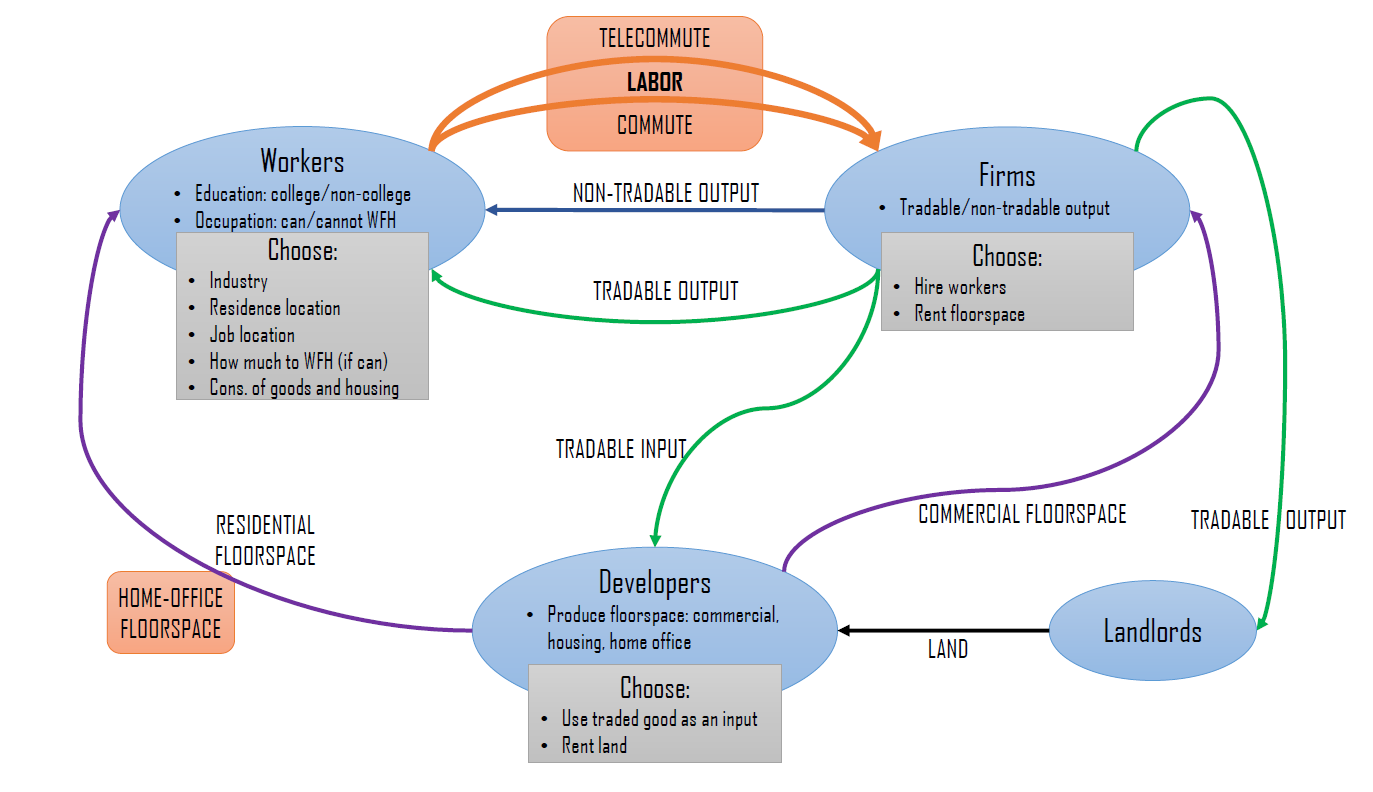 TELECOMMUTE
LABOR
COMMUTE
Workers
• Education: college/non-college
• Occupation: can/cannot WFH
Choose:
• Industry
• Residence location
• Job location
• How much to WFH (if can)
• Cons. of goods and housing
NON-TRADABLE OUTPUT
TRADABLE OUTPUT
Firms
• Tradable/non-tradable output
Choose:
• Hire workers
• Rent floorspace
TRADABLE INPUT
COMMERCIAL FLOORSPACE
TRADABLE OUTPUT
RESIDENTIAL
FLOORSPACE
HOME-OFFICE
FLOORSPACE
Developers
• Produce floorspace: commercial,
housing, home office
Choose:
• Use traded good as an input
• Rent land
LAND
Landlords